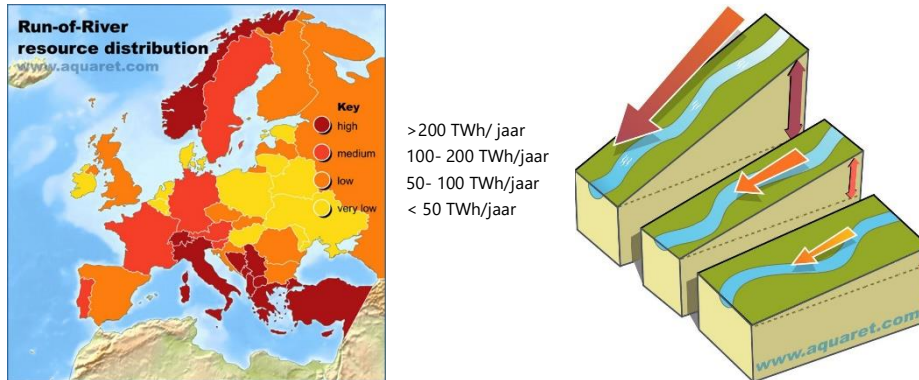 Run-of-River
resource distribution
www.aquaret.com
Key
high
medium
low
very low
>200 TWh/ jaar
100- 200 TWh/jaar
50- 100 TWh/jaar
< 50 TWh/jaar
www.aquaret.com